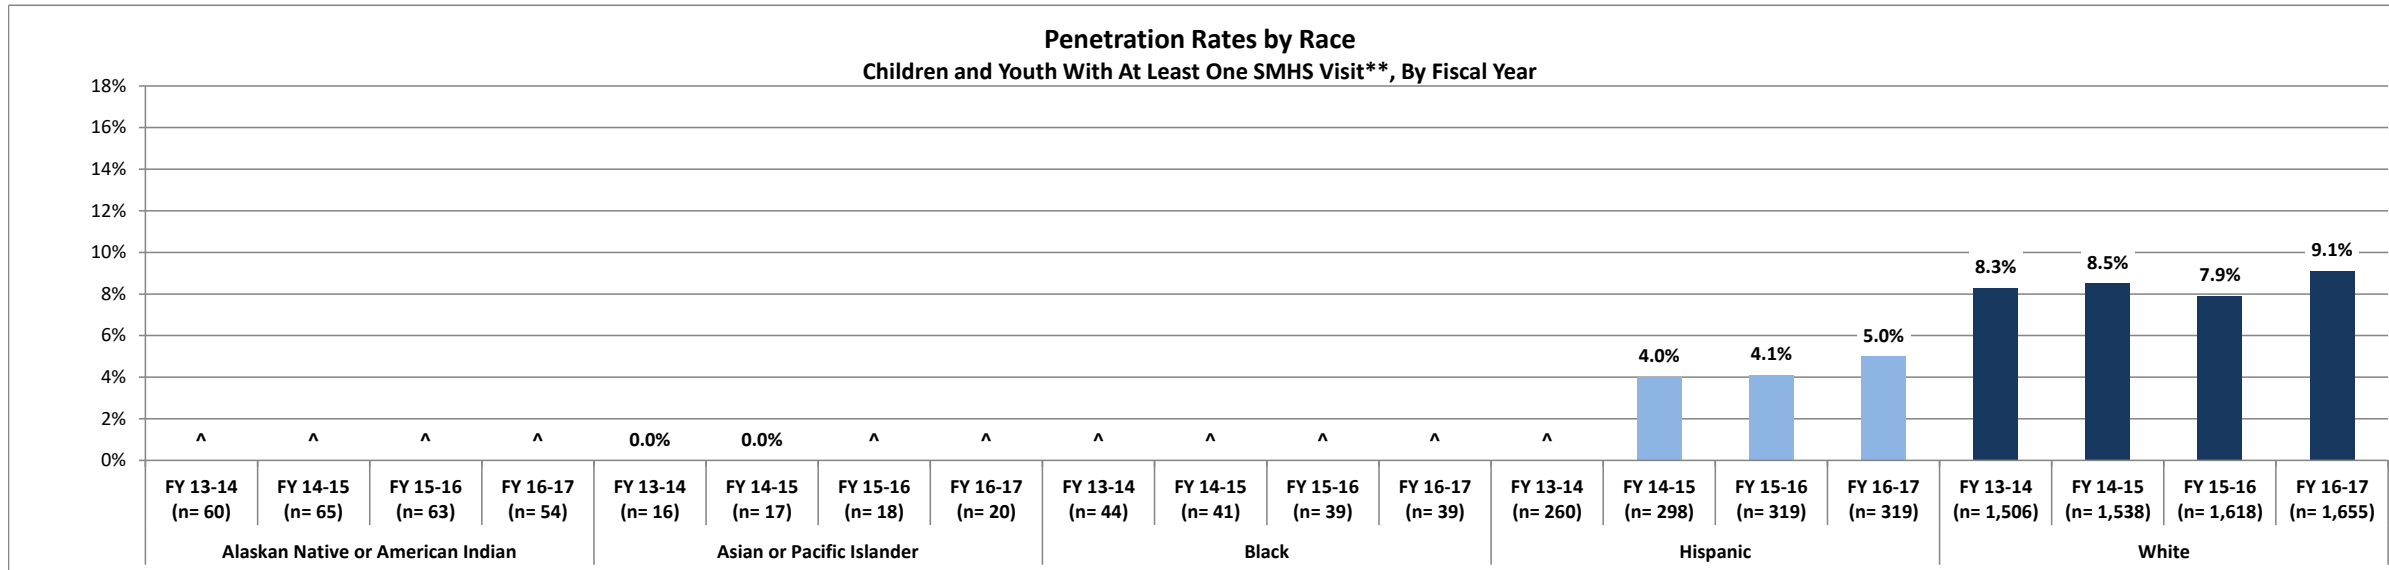 Penetration Rates by Race
Children and Youth With At Least One SMHS Visit**, By Fiscal Year
18%
16%
14%
12%
10%
8%
6%
4%
2%
0%
^ ^ ^ ^ 0.0% 0.0% ^ ^ ^ ^ ^ ^ ^ 4.0% 4.1% 5.0% 8.3% 8.5% 7.9% 9.1%
FY 13-14 FY 14-15 FY 15-16 FY 16-17 FY 13-14 FY 14-15 FY 15-16 FY 16-17 FY 13-14 FY 14-15 FY 15-16 FY 16-17 FY 13-14 FY 14-15 FY 15-16 FY 16-17 FY 13-14 FY 14-15 FY 15-16 FY 16-17
(n= 60) (n= 65) (n= 63) (n= 54) (n= 16) (n= 17) (n= 18) (n= 20) (n= 44) (n= 41) (n= 39) (n= 39) (n= 260) (n= 298) (n= 319) (n= 319) (n= 1,506) (n= 1,538) (n= 1,618) (n= 1,655)
Alaskan Native or American Indian Asian or Pacific Islander Black Hispanic White